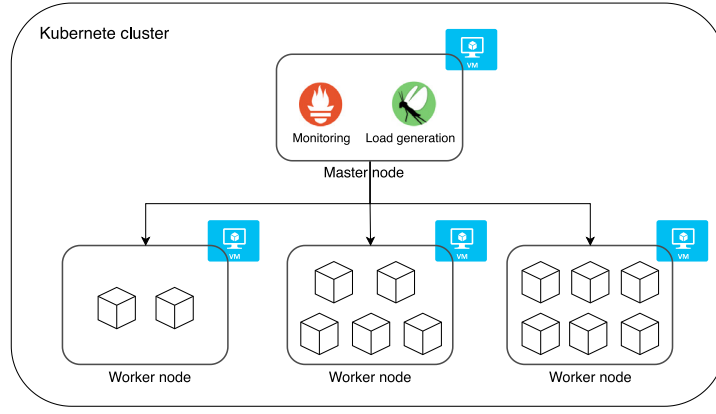 Kubernete cluster
VM
Monitoring
Load generation
Master node
VM
VM
VM
Worker node
Worker node
Worker node